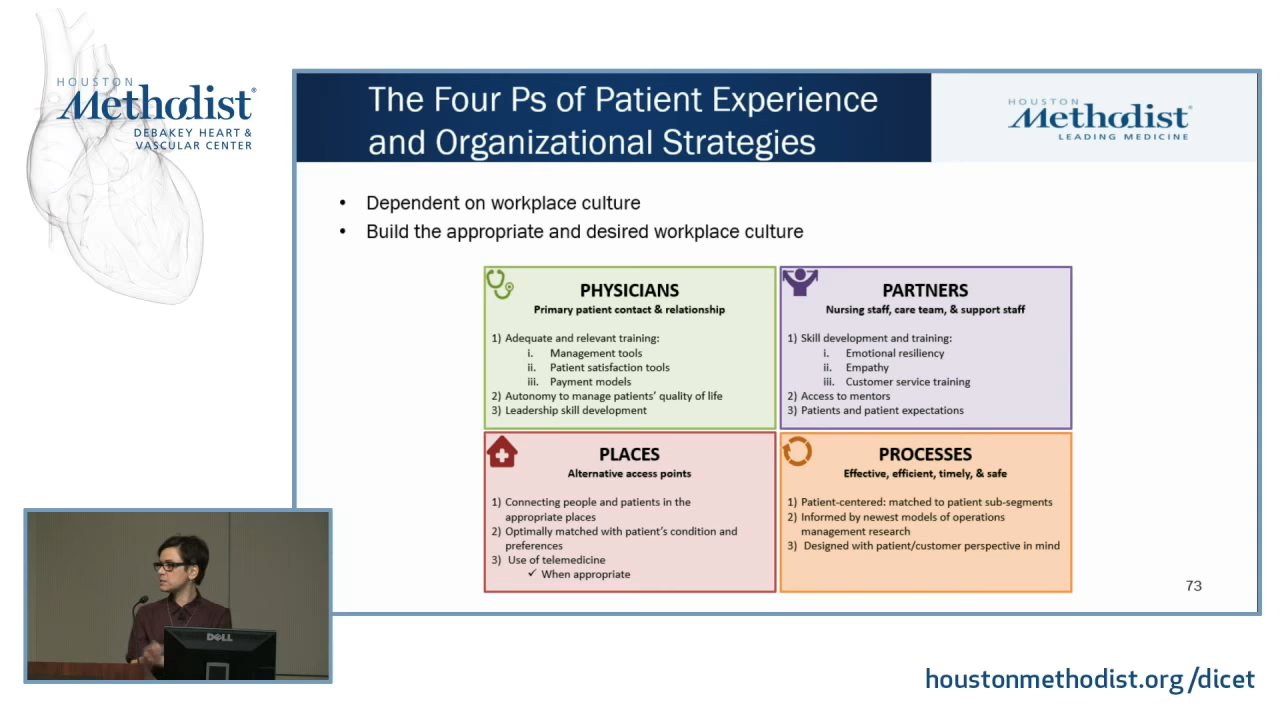 HOUSTON
Methodist®
DEBAKEY HEART &
VASCULAR CENTER
The Four Ps of Patient Experience
and Organizational Strategies
HOUSTON
Methodist®
LEADING MEDICINE
• Dependent on workplace culture
• Build the appropriate and desired workplace culture
PHYSICIANS
Primary patient contact & relationship
1) Adequate and relevant training:
i. Management tools
ii. Patient satisfaction tools
iii. Payment models
2) Autonomy to manage patients' quality of life
3) Leadership skill development
PARTNERS
Nursing staff, care team, & support staff
1) Skill development and training:
i. Emotional resiliency
ii. Empathy
iii. Customer service training
2) Access to mentors
3) Patients and patient expectations
PLACES
Alternative access points
1) Connecting people and patients in the
appropriate places
2) Optimally matched with patient's condition and
preferences
3) Use of telemedicine
✓ When appropriate
PROCESSES
Effective, efficient, timely, & safe
1) Patient-centered: matched to patient sub-segments
2) Informed by newest models of operations
management research
3) Designed with patient/customer perspective in mind
73
DELL
houstonmethodist.org/dicet